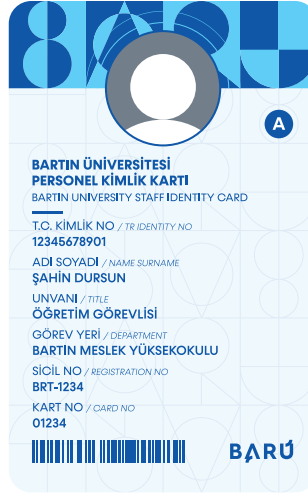 BARÜ
A
BARTIN ÜNİVERSİTESİ
PERSONEL KİMLİK KARTI
BARTIN UNIVERSITY STAFF IDENTITY CARD
T.C. KİMLİK NO / TR IDENTITY NO
12345678901
ADI SOYADI / NAME SURNAME
ŞAHİN DURSUN
UNVANI / TITLE
ÖĞRETİM GÖREVLİSİ
GÖREV YERİ / DEPARTMENT
BARTIN MESLEK YÜKSEKOKULU
SİCİL NO / REGISTRATION NO
BRT-1234
KART NO / CARD NO
01234
BARÜ